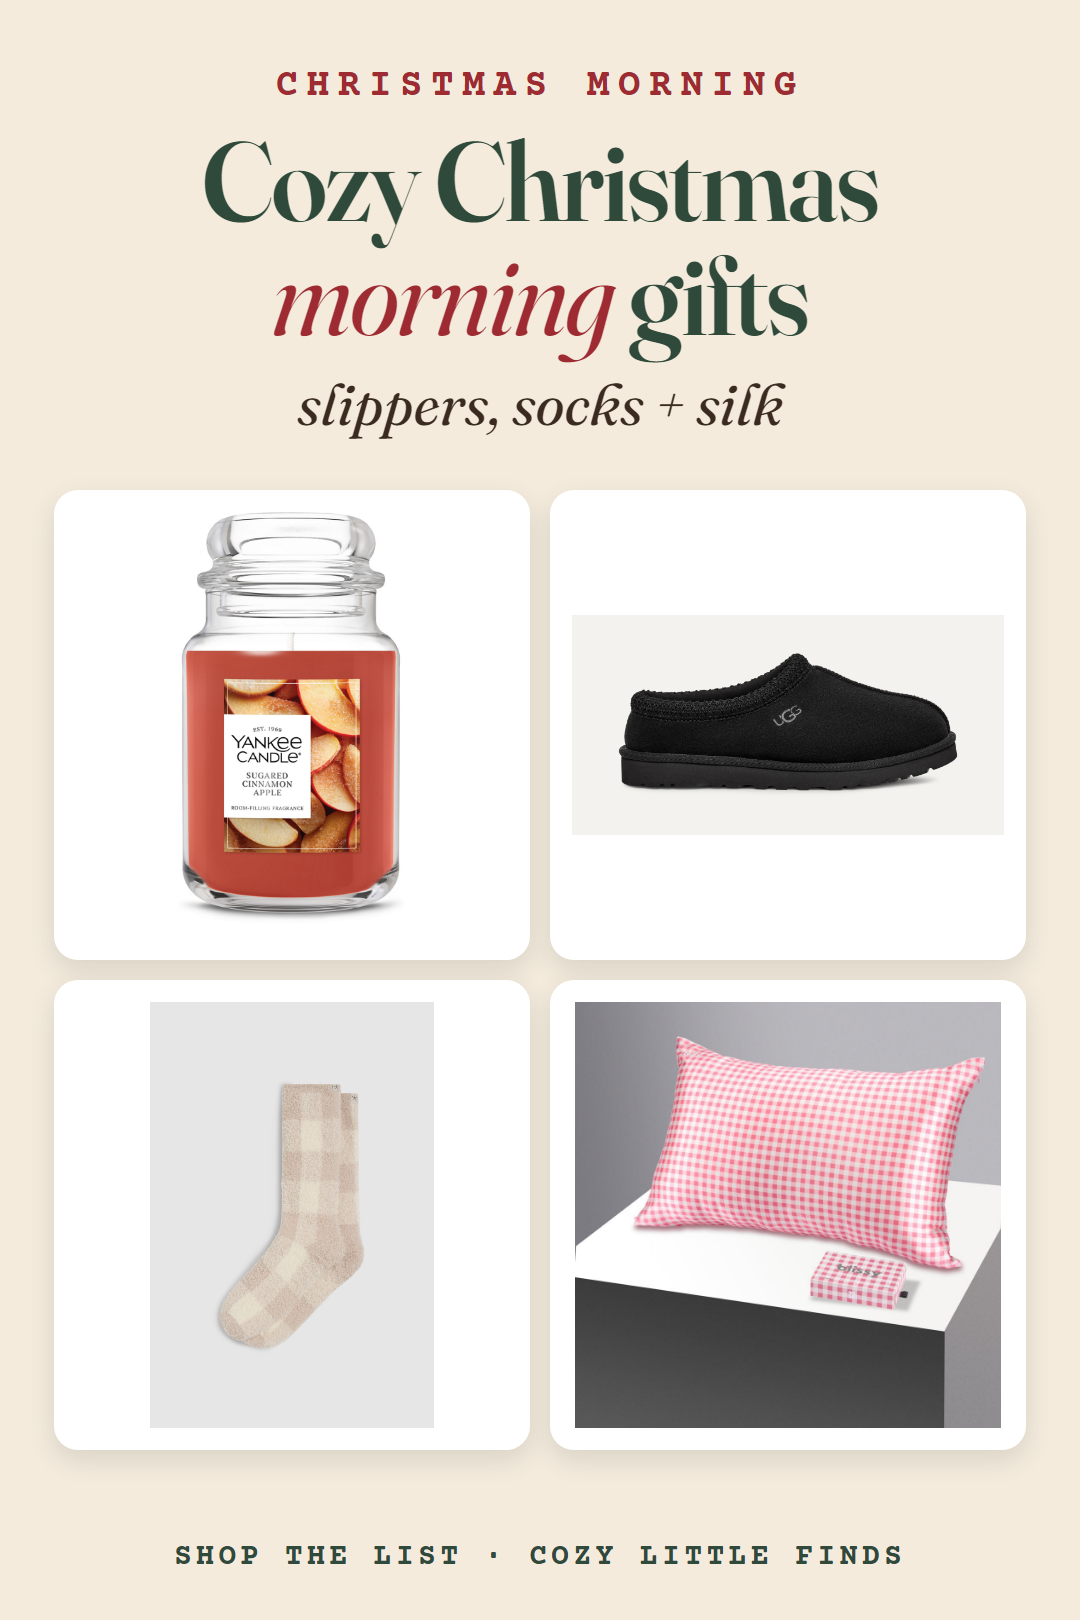 CHRISTMAS MORNING
Cozy Christmas
morning gifts
slippers, socks + silk
EST. 1969
YANKEE
CANDLE®
SUGARED
CINNAMON
APPLE
ROOM-FILLING FRAGRANCE
UGG
blissy
SHOP THE LIST · COZY LITTLE FINDS